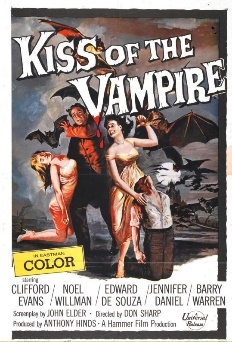 KISS OF THE
VAMPIRE
IN EASTMAN
COLOR
starring
CLIFFORD/ NOEL / EDWARD /JENNIFER/ BARRY
EVANS / WILLMAN / DE SOUZA / DANIEL / WARREN
Screenplay by JOHN ELDER · Directed by DON SHARP
Produced by ANTHONY HINDS · A Hammer Film Production
Universal
Release